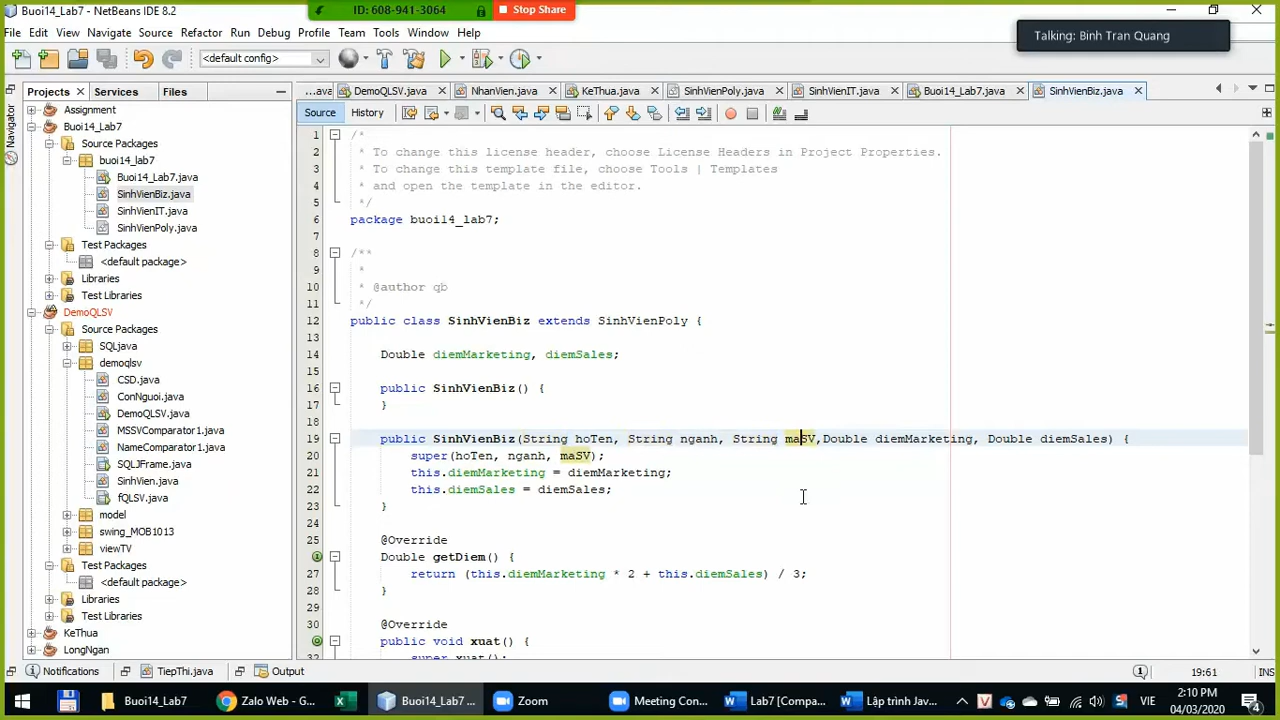 Buoi14_Lab7 - NetBeans IDE 8.2
ID: 608-941-3064
Stop Share
Talking: Binh Tran Quang
File Edit View Navigate Source Refactor Run Debug Profile Team Tools Window Help
<default config>
Projects Services Files
...ava DemoQLSV.java NhanVien.java KeThua.java SinhVienPoly.java SinhVienIT.java Buoi14_Lab7.java SinhVienBiz.java
Navigator
Source History
Assignment
Buoi14_Lab7
Source Packages
buoi14_lab7
Buoi14_Lab7.java
SinhVienBiz.java
SinhVienIT.java
SinhVienPoly.java
Test Packages
<default package>
Libraries
Test Libraries
DemoQLSV
Source Packages
SQLjava
demoqlsv
CSD.java
ConNguoi.java
DemoQLSV.java
MSSVComparator1.java
NameComparator1.java
SQLJFrame.java
SinhVien.java
fQLSV.java
model
swing_MOB1013
viewTV
Test Packages
<default package>
Libraries
Test Libraries
KeThua
LongNgan
1 /*
2 * To change this license header, choose License Headers in Project Properties.
3 * To change this template file, choose Tools | Templates
4 * and open the template in the editor.
5 */
6 package buoi14_lab7;
7
8 /**
9 *
10 * @author qb
11 */
12 public class SinhVienBiz extends SinhVienPoly {
13
14 Double diemMarketing, diemSales;
15
16 public SinhVienBiz() {
17 }
18
19 public SinhVienBiz(String hoTen, String nganh, String maSV,Double diemMarketing, Double diemSales) {
20 super(hoTen, nganh, maSV);
21 this.diemMarketing = diemMarketing;
22 this.diemSales = diemSales;
23 }
24
25 @Override
Double getDiem() {
27 return (this.diemMarketing * 2 + this.diemSales) / 3;
28 }
29
30 @Override
public void xuat() {
32 super.xuat();
Notifications TiepThi.java Output
19:61 INS
Buoi14_Lab7 Zalo Web - G... Buoi14_Lab7 ... Zoom Meeting Con... Lab7 [Compa... Lập trình Jav...
VIE
2:10 PM
04/03/2020
4